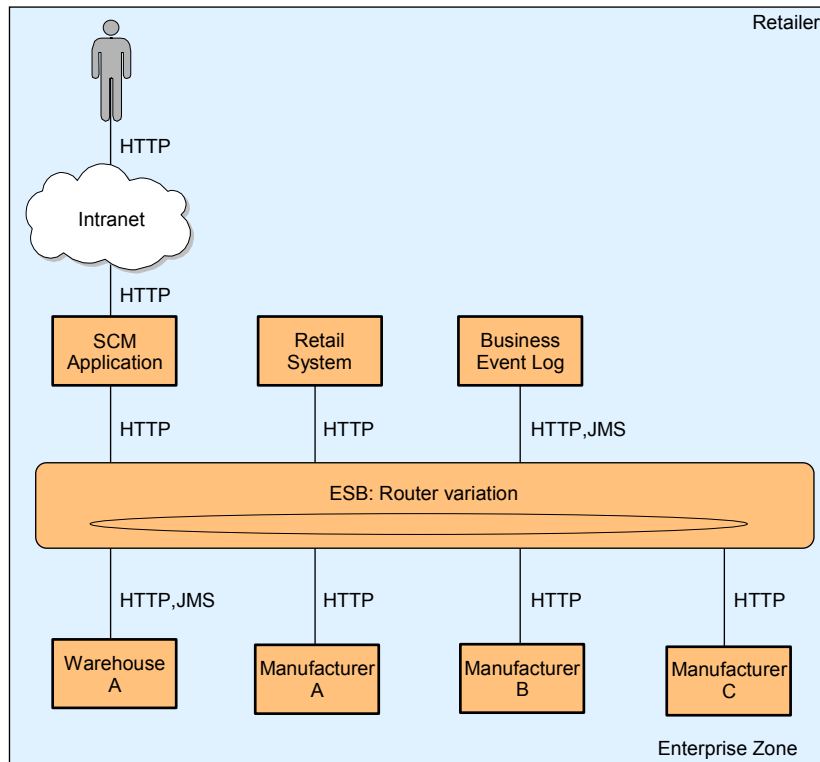 Retailer
HTTP
Intranet
HTTP
SCM
Application
Retail
System
Business
Event Log
HTTP
HTTP
HTTP,JMS
ESB: Router variation
HTTP,JMS
HTTP
HTTP
HTTP
Warehouse
A
Manufacturer
A
Manufacturer
B
Manufacturer
C
Enterprise Zone